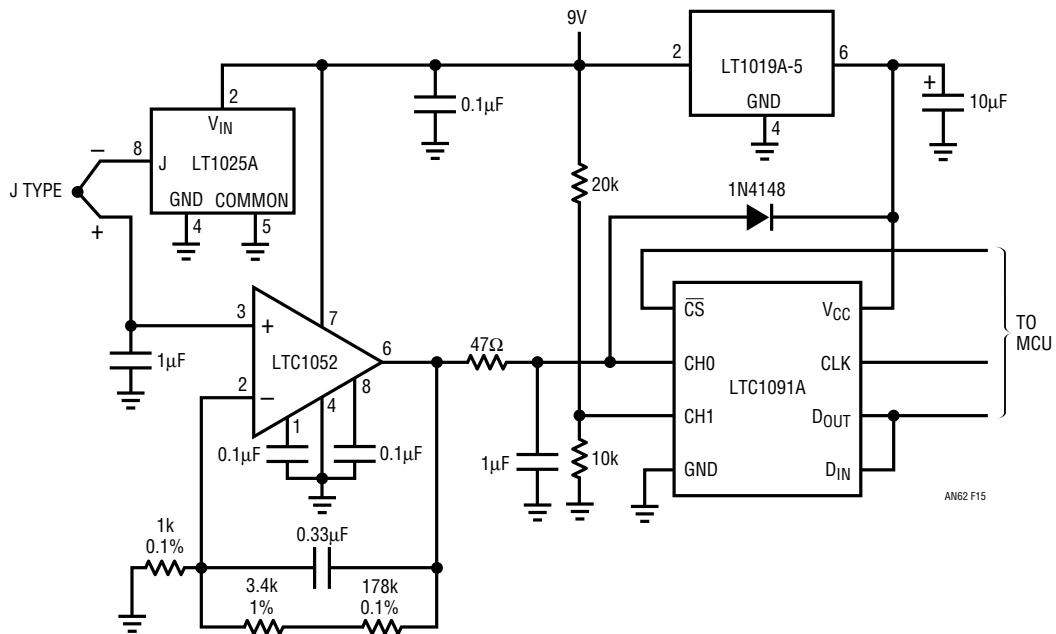 9V
2
LT1019A-5
6
GND
4
+
10μF
0.1μF
2
VIN
8
J
LT1025A
GND
COMMON
4
5
–
J TYPE
+
20k
1N4148
3
+
7
LTC1052
6
2
–
8
1
4
1μF
0.1μF
0.1μF
47Ω
1μF
10k
CS
VCC
CH0
CLK
LTC1091A
CH1
DOUT
GND
DIN
TO
MCU
1k
0.1%
0.33μF
3.4k
1%
178k
0.1%
AN62 F15